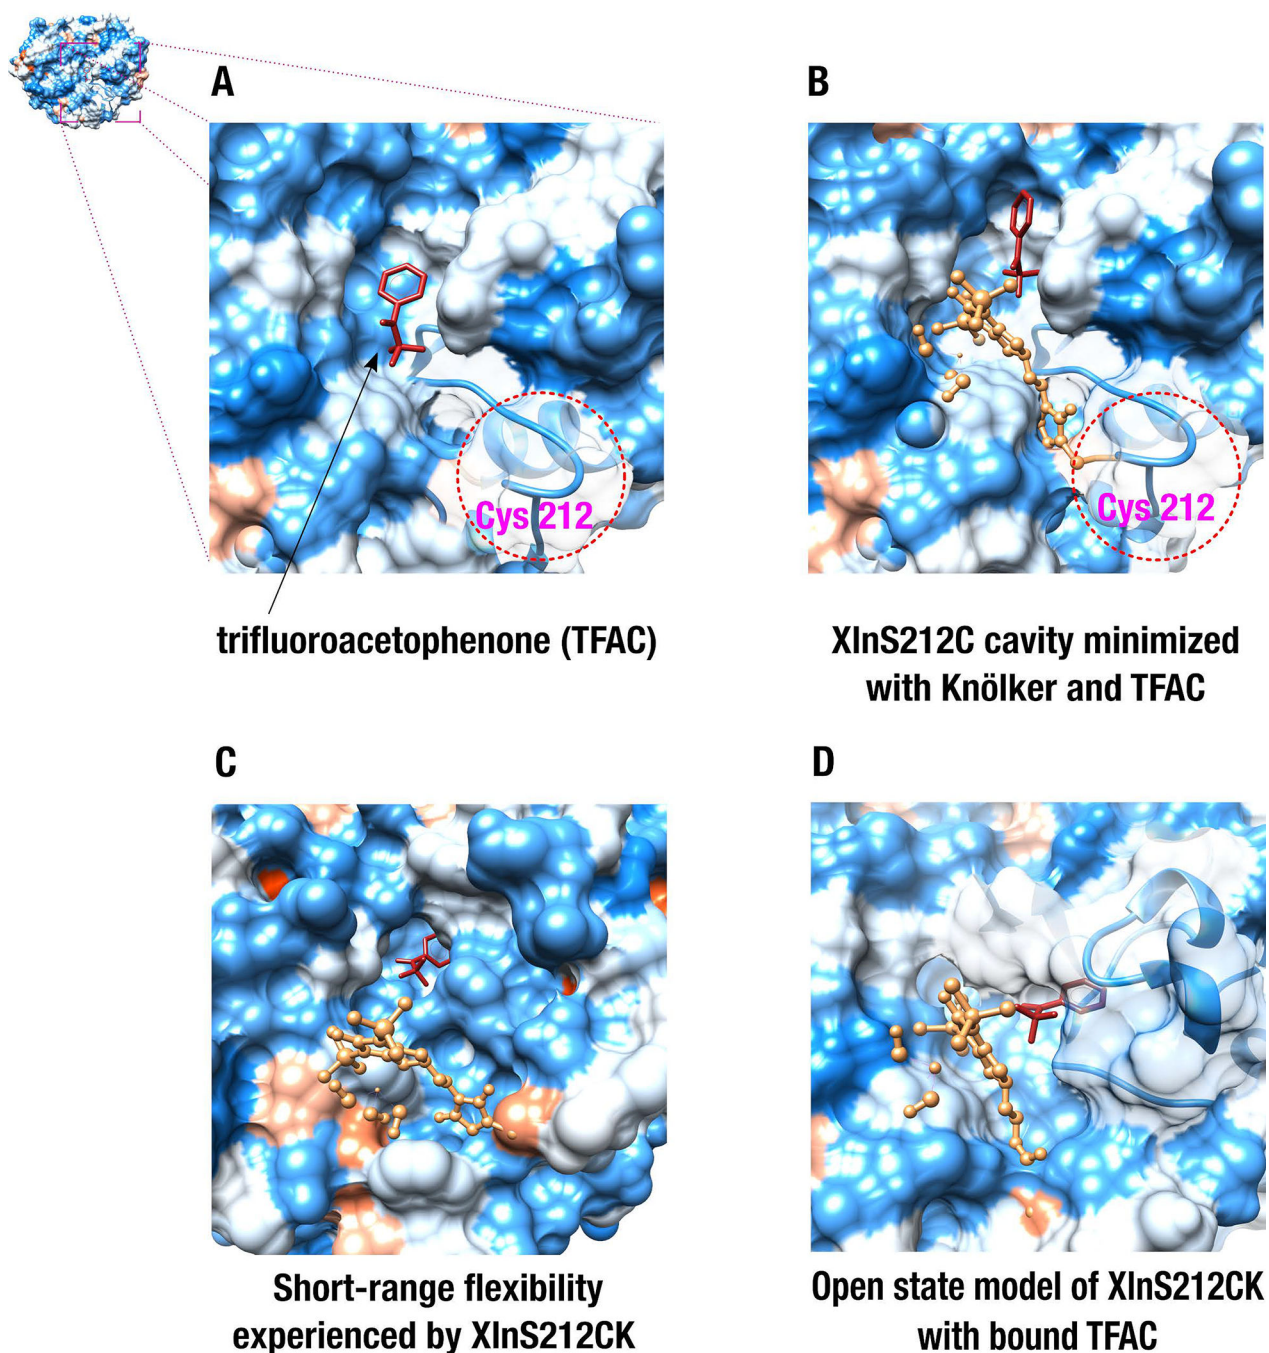 A
B
Cys 212
Cys 212
trifluoroacetophenone (TFAC)
XlnS212C cavity minimized
with Knölker and TFAC
C
D
Short-range flexibility
experienced by XlnS212CK
Open state model of XlnS212CK
with bound TFAC